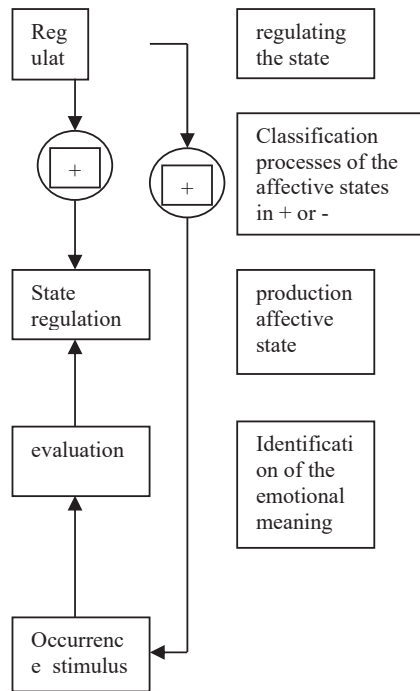 Reg
ulat
regulating
the state
+
+
Classification
processes of the
affective states
in + or -
State
regulation
production
affective
state
evaluation
Identificati
on of the
emotional
meaning
Occurrenc
e stimulus